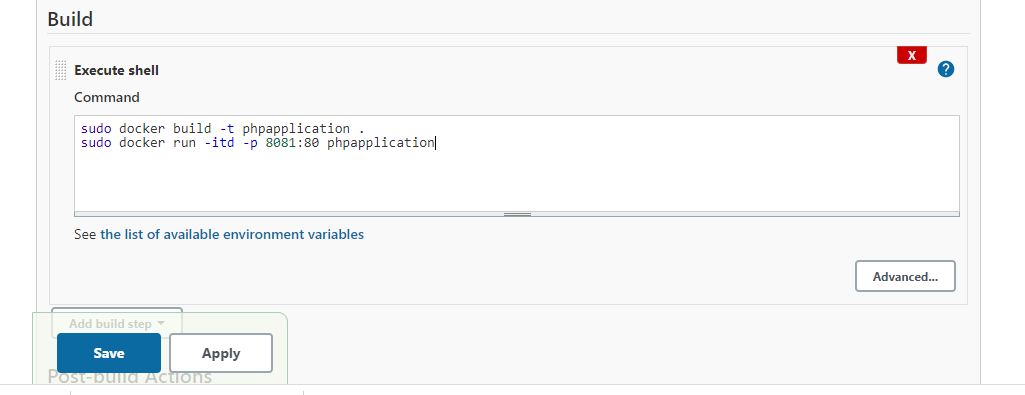 Build
X
Execute shell
?
Command
sudo docker build -t phpapplication .
sudo docker run -itd -p 8081:80 phpapplication
See the list of available environment variables
Advanced...
Add build step
Save
Apply
Post-build Actions